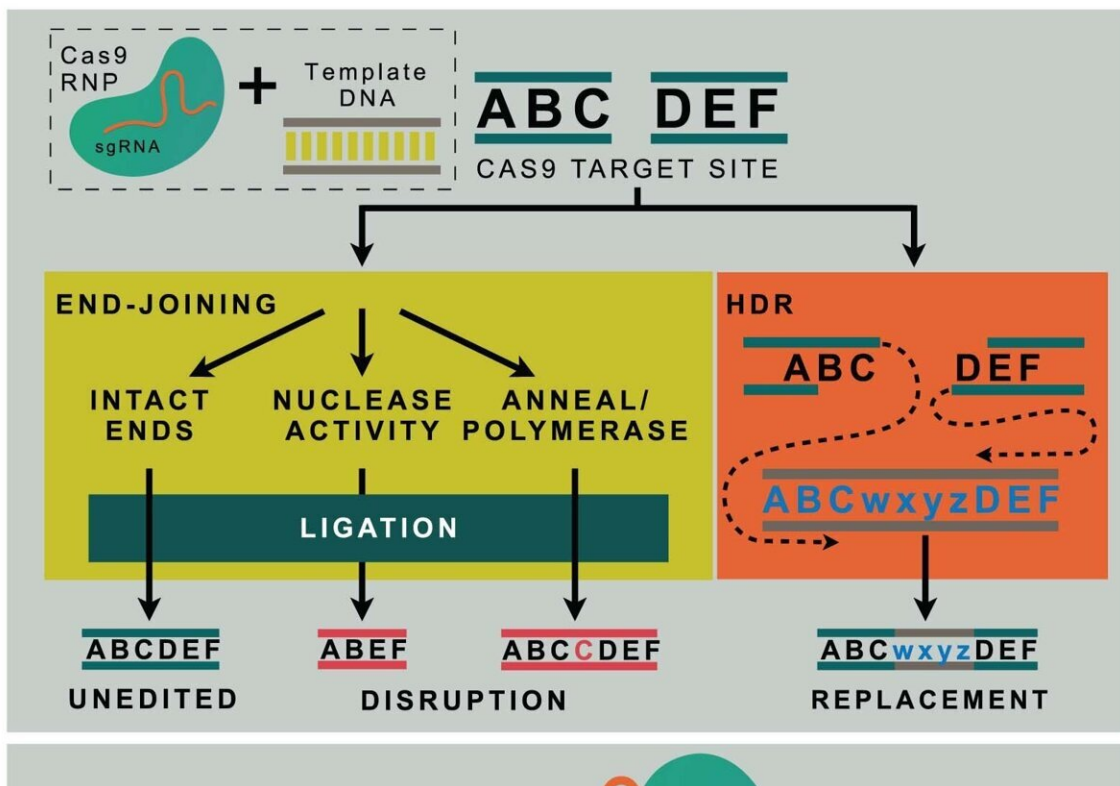 Cas9
RNP
sgRNA
+
Template
DNA
ABC DEF
CAS9 TARGET SITE
END-JOINING
INTACT
ENDS
NUCLEASE
ACTIVITY
ANNEAL/
POLYMERASE
LIGATION
HDR
ABC DEF
ABCwxyzDEF
ABCDEF
UNEDITED
ABEF
ABCCDEF
DISRUPTION
ABCwxyzDEF
REPLACEMENT